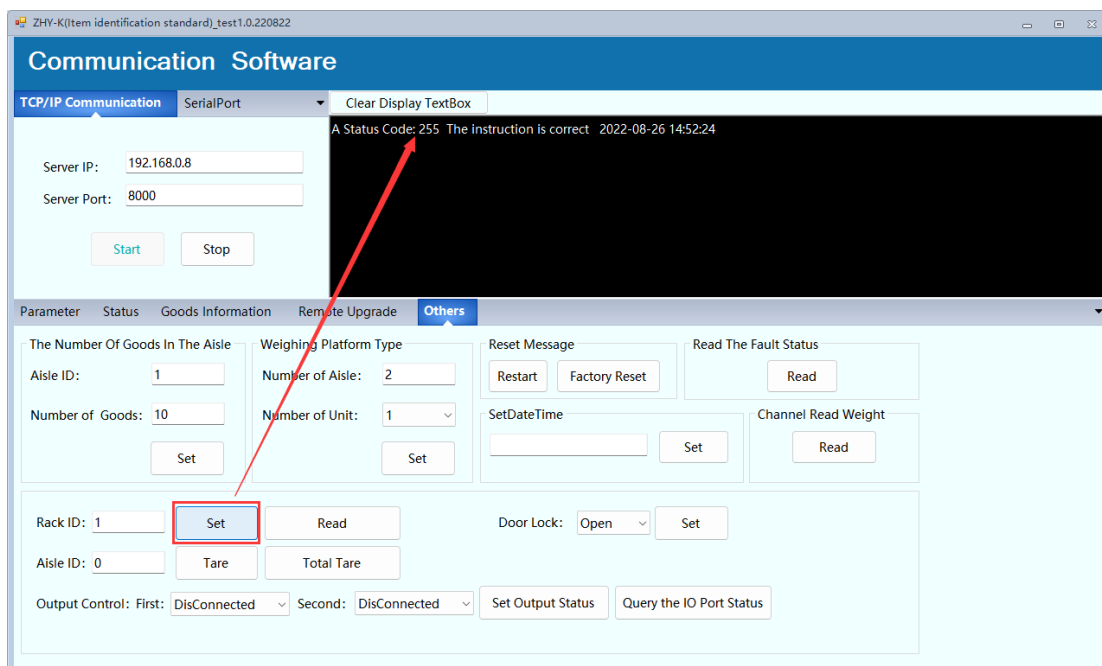 ZHY-K(Item identification standard)_test1.0.220822
Communication Software
TCP/IP Communication SerialPort Clear Display TextBox
A Status Code: 255 The instruction is correct 2022-08-26 14:52:24
Server IP: 192.168.0.8
Server Port: 8000
Start Stop
Parameter Status Goods Information Remote Upgrade Others
The Number Of Goods In The Aisle Weighing Platform Type Reset Message Read The Fault Status
Aisle ID: 1 Number of Aisle: 2 Restart Factory Reset Read
Number of Goods: 10 Number of Unit: 1 SetDateTime Channel Read Weight
Set Read
Set Set
Rack ID: 1 Set Read Door Lock: Open Set
Aisle ID: 0 Tare Total Tare
Output Control: First: DisConnected Second: DisConnected Set Output Status Query the IO Port Status